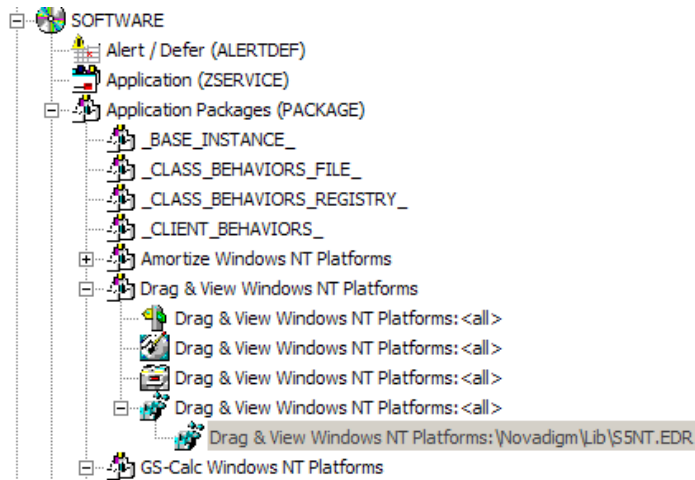 SOFTWARE
Alert / Defer (ALERTDEF)
Application (ZSERVICE)
Application Packages (PACKAGE)
_BASE_INSTANCE_
_CLASS_BEHAVIORS_FILE_
_CLASS_BEHAVIORS_REGISTRY_
_CLIENT_BEHAVIORS_
Amortize Windows NT Platforms
Drag & View Windows NT Platforms
Drag & View Windows NT Platforms:<all>
Drag & View Windows NT Platforms:<all>
Drag & View Windows NT Platforms:<all>
Drag & View Windows NT Platforms:<all>
Drag & View Windows NT Platforms:\Novadigm\Lib\S5NT.EDR
GS-Calc Windows NT Platforms